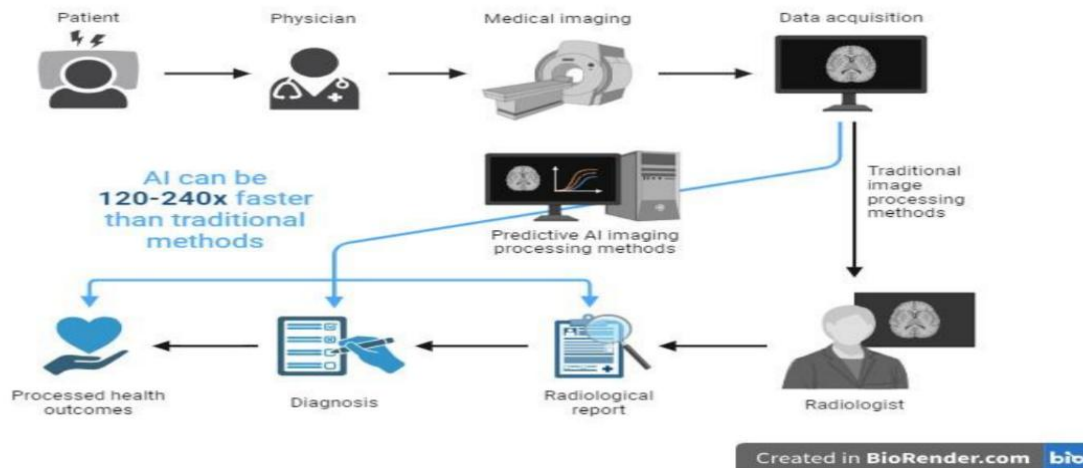 Patient
Physician
Medical imaging
Data acquisition
AI can be
120-240x faster
than traditional
methods
Predictive AI imaging
processing methods
Traditional
image
processing
methods
Processed health
outcomes
Diagnosis
Radiological
report
Radiologist
Created in BioRender.com bio